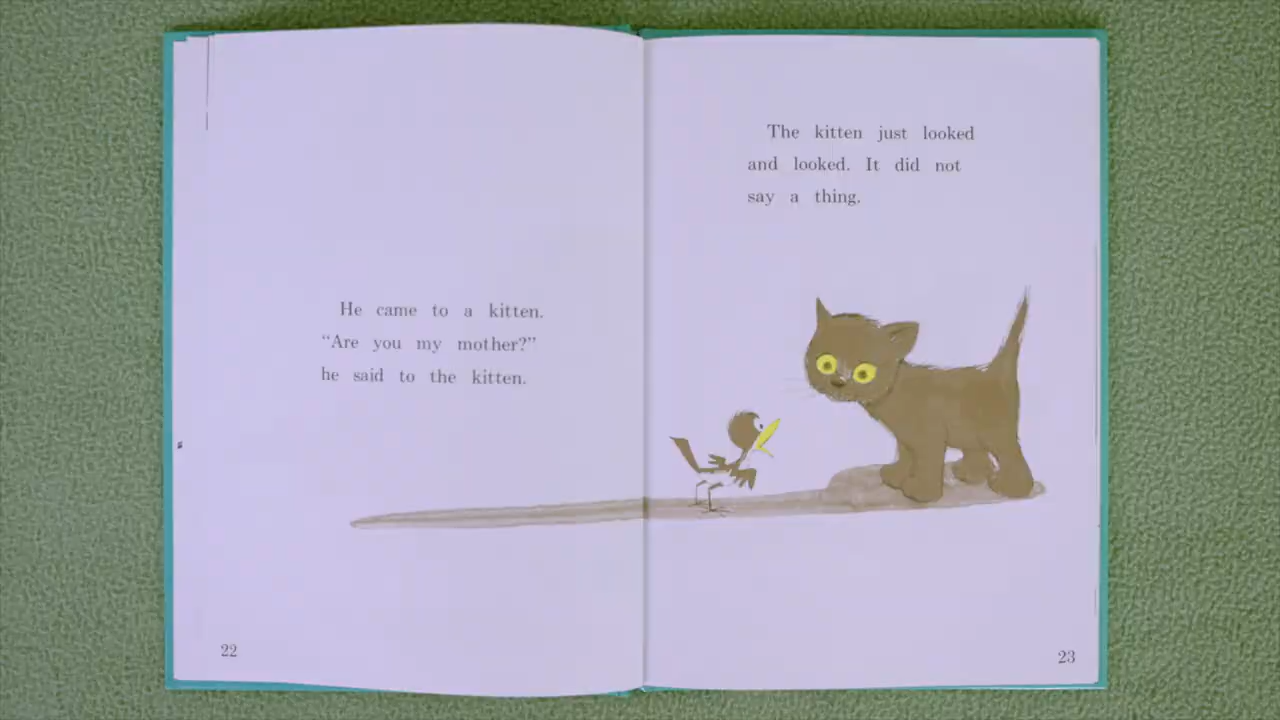 He came to a kitten.
“Are you my mother?”
he said to the kitten.
22
The kitten just looked
and looked. It did not
say a thing.
23